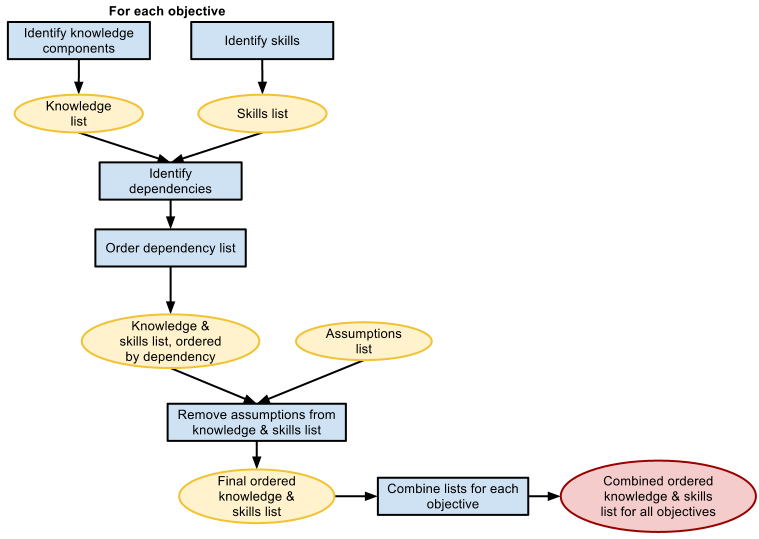 For each objective
Identify knowledge
components
Identify skills
Knowledge
list
Skills list
Identify
dependencies
Order dependency list
Knowledge &
skills list, ordered
by dependency
Assumptions
list
Remove assumptions from
knowledge & skills list
Final ordered
knowledge &
skills list
Combine lists for each
objective
Combined ordered
knowledge & skills
list for all objectives